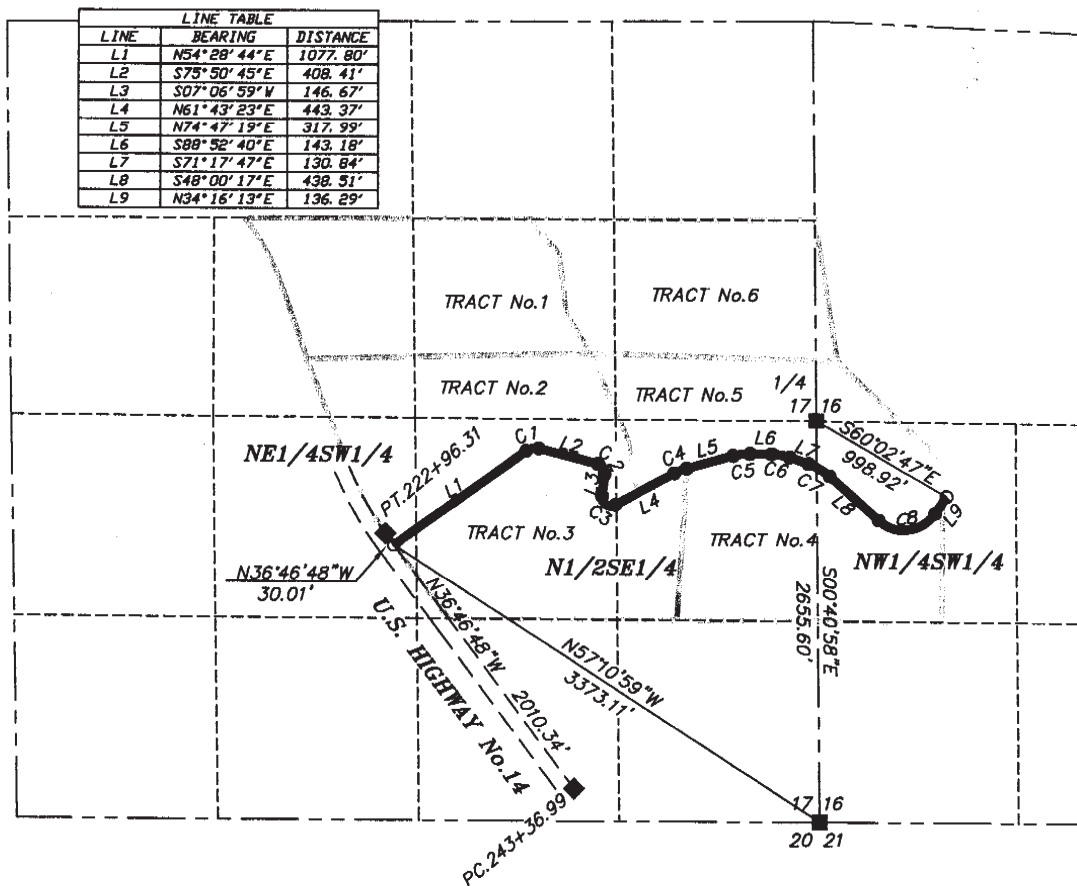 LINE TABLE
LINE BEARING DISTANCE
L1 N54°28'44"E 1077.80'
L2 S75°50'45"E 408.41'
L3 S07°06'59"W 146.67'
L4 N61°43'23"E 443.37'
L5 N74°47'19"E 317.99'
L6 S88°52'40"E 143.18'
L7 S71°17'47"E 130.84'
L8 S48°00'17"E 438.51'
L9 N34°16'13"E 136.29'
TRACT No.1
TRACT No.6
TRACT No.2
TRACT No.5
1/4
17 16
S60°02'47"E
998.92'
NE1/4SW1/4
PT.222+96.31
L1
C1
L2
C2
L3
C3
L4
C4
L5
C5
L6
C6
L7
C7
L8
C8
L9
TRACT No.3
TRACT No.4
N1/2SE1/4
NW1/4SW1/4
N36°46'48"W
30.01'
N36°46'48"W 2010.34'
U.S. HIGHWAY No.14
N57°10'59"W
3373.11'
S00°40'58"E
2655.60'
PC.243+36.99
17 16
20 21